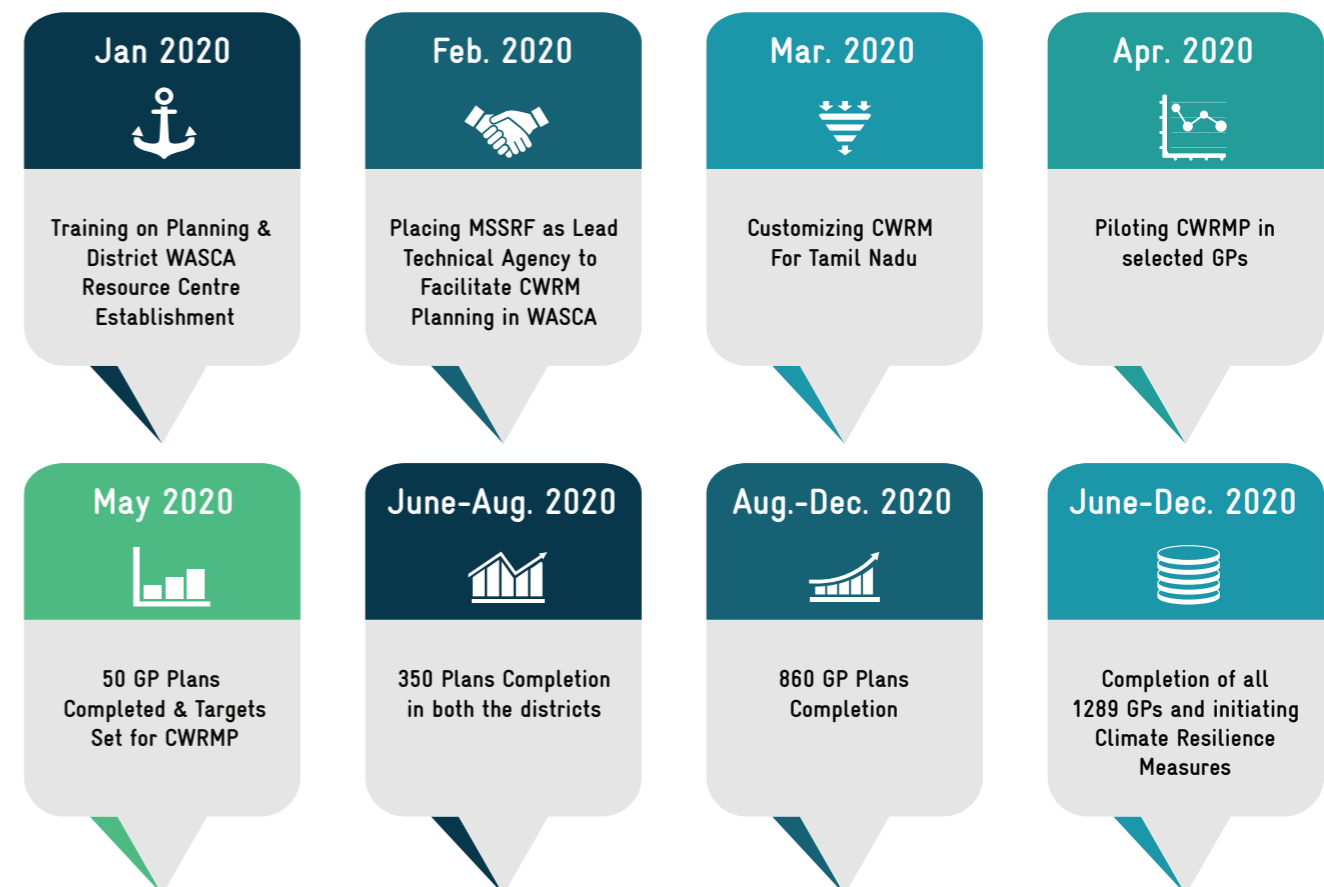 Jan 2020
Training on Planning &
District WASCA
Resource Centre
Establishment
Feb. 2020
Placing MSSRF as Lead
Technical Agency to
Facilitate CWRM
Planning in WASCA
Mar. 2020
Customizing CWRM
For Tamil Nadu
Apr. 2020
Piloting CWRMP in
selected GPs
May 2020
50 GP Plans
Completed & Targets
Set for CWRMP
June-Aug. 2020
350 Plans Completion
in both the districts
Aug.-Dec. 2020
860 GP Plans
Completion
June-Dec. 2020
Completion of all
1289 GPs and initiating
Climate Resilience
Measures